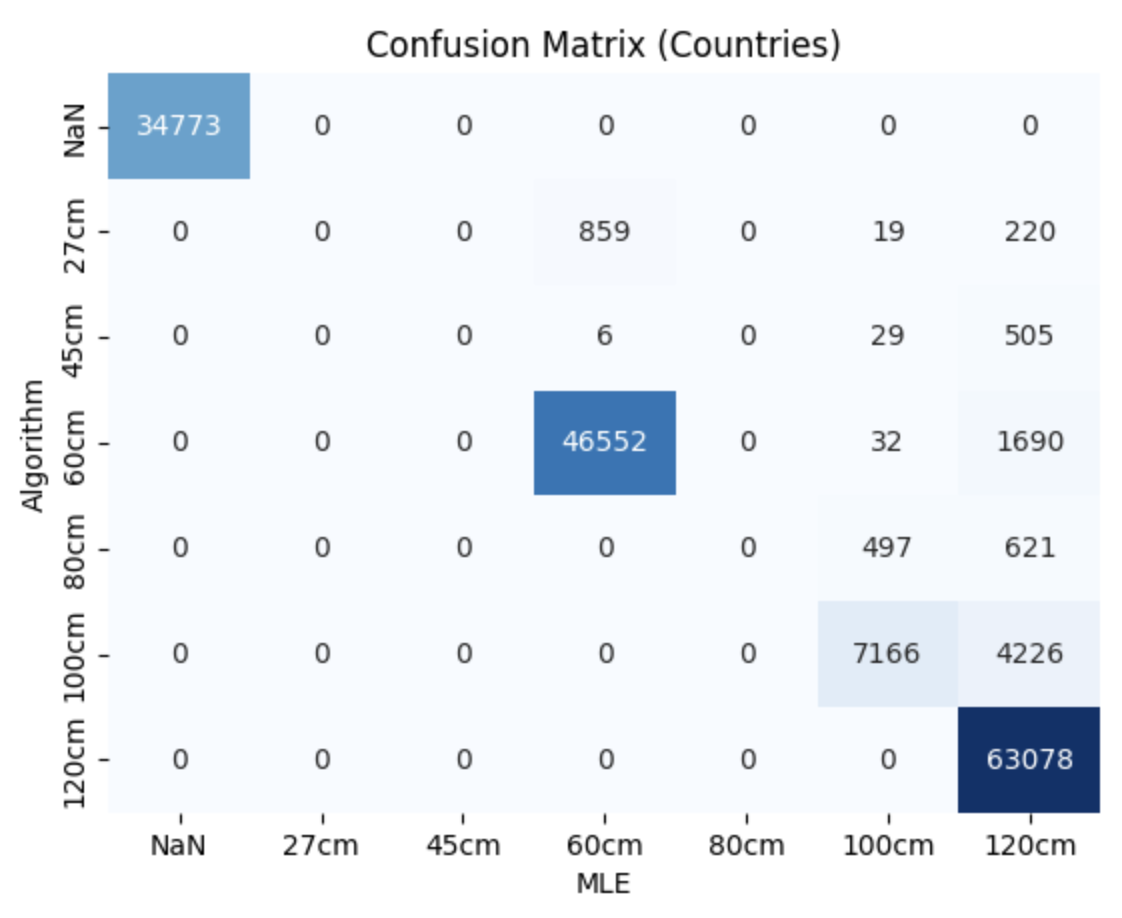 Confusion Matrix (Countries)
NaN 34773 0 0 0 0 0 0
27cm 0 0 0 859 0 19 220
45cm 0 0 0 6 0 29 505
60cm 0 0 0 46552 0 32 1690
80cm 0 0 0 0 0 497 621
100cm 0 0 0 0 0 7166 4226
120cm 0 0 0 0 0 0 63078
Algorithm
NaN 27cm 45cm 60cm 80cm 100cm 120cm
MLE